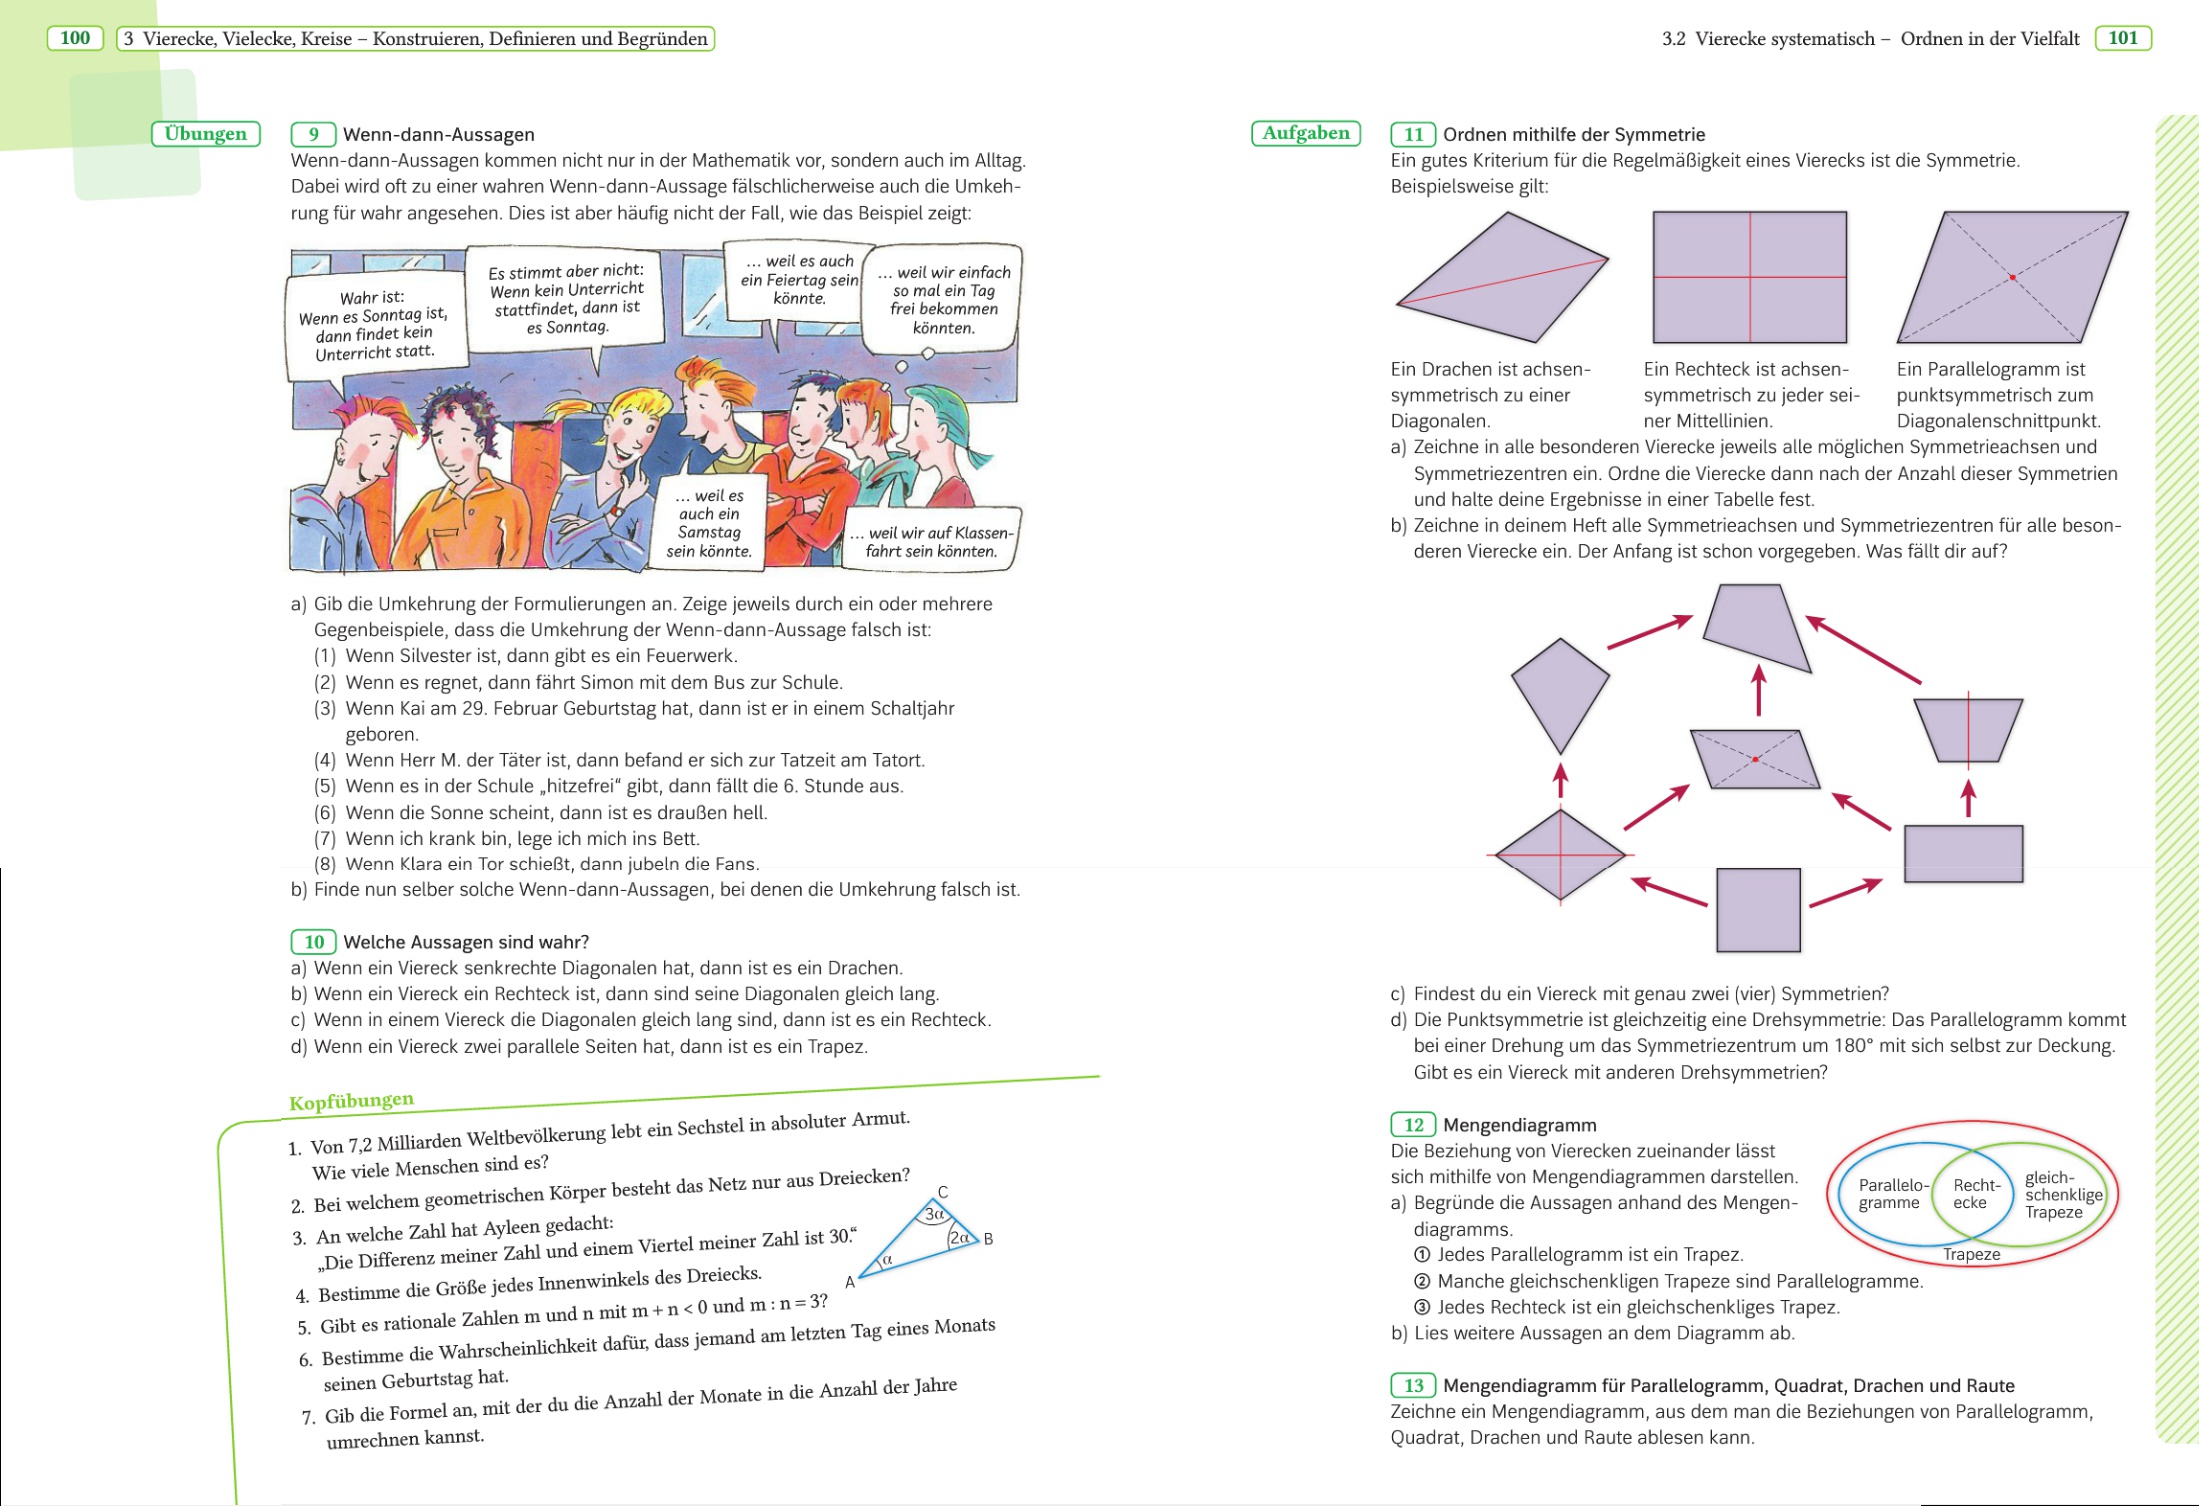 100 3 Vierecke, Vielecke, Kreise – Konstruieren, Definieren und Begründen
Übungen
9 Wenn-dann-Aussagen
Wenn-dann-Aussagen kommen nicht nur in der Mathematik vor, sondern auch im Alltag.
Dabei wird oft zu einer wahren Wenn-dann-Aussage fälschlicherweise auch die Umkeh-
rung für wahr angesehen. Dies ist aber häufig nicht der Fall, wie das Beispiel zeigt:
Wahr ist:
Wenn es Sonntag ist,
dann findet kein
Unterricht statt.
Es stimmt aber nicht:
Wenn kein Unterricht
stattfindet, dann ist
es Sonntag.
... weil es auch
ein Feiertag sein
könnte.
... weil wir einfach
so mal ein Tag
frei bekommen
könnten.
... weil es
auch ein
Samstag
sein könnte.
... weil wir auf Klassen-
fahrt sein könnten.
a) Gib die Umkehrung der Formulierungen an. Zeige jeweils durch ein oder mehrere
Gegenbeispiele, dass die Umkehrung der Wenn-dann-Aussage falsch ist:
(1) Wenn Silvester ist, dann gibt es ein Feuerwerk.
(2) Wenn es regnet, dann fährt Simon mit dem Bus zur Schule.
(3) Wenn Kai am 29. Februar Geburtstag hat, dann ist er in einem Schaltjahr
geboren.
(4) Wenn Herr M. der Täter ist, dann befand er sich zur Tatzeit am Tatort.
(5) Wenn es in der Schule „hitzefrei“ gibt, dann fällt die 6. Stunde aus.
(6) Wenn die Sonne scheint, dann ist es draußen hell.
(7) Wenn ich krank bin, lege ich mich ins Bett.
(8) Wenn Klara ein Tor schießt, dann jubeln die Fans.
b) Finde nun selber solche Wenn-dann-Aussagen, bei denen die Umkehrung falsch ist.
10 Welche Aussagen sind wahr?
a) Wenn ein Viereck senkrechte Diagonalen hat, dann ist es ein Drachen.
b) Wenn ein Viereck ein Rechteck ist, dann sind seine Diagonalen gleich lang.
c) Wenn in einem Viereck die Diagonalen gleich lang sind, dann ist es ein Rechteck.
d) Wenn ein Viereck zwei parallele Seiten hat, dann ist es ein Trapez.
Kopfübungen
1. Von 7,2 Milliarden Weltbevölkerung lebt ein Sechstel in absoluter Armut.
Wie viele Menschen sind es?
2. Bei welchem geometrischen Körper besteht das Netz nur aus Dreiecken?
3. An welche Zahl hat Ayleen gedacht:
„Die Differenz meiner Zahl und einem Viertel meiner Zahl ist 30.“
4. Bestimme die Größe jedes Innenwinkels des Dreiecks.
5. Gibt es rationale Zahlen m und n mit m + n < 0 und m : n = 3?
6. Bestimme die Wahrscheinlichkeit dafür, dass jemand am letzten Tag eines Monats
seinen Geburtstag hat.
7. Gib die Formel an, mit der du die Anzahl der Monate in die Anzahl der Jahre
umrechnen kannst.
C
3α
2α B
α
A
3.2 Vierecke systematisch – Ordnen in der Vielfalt 101
Aufgaben
11 Ordnen mithilfe der Symmetrie
Ein gutes Kriterium für die Regelmäßigkeit eines Vierecks ist die Symmetrie.
Beispielsweise gilt:
Ein Drachen ist achsen-
symmetrisch zu einer
Diagonalen.
Ein Rechteck ist achsen-
symmetrisch zu jeder sei-
ner Mittellinien.
Ein Parallelogramm ist
punktsymmetrisch zum
Diagonalenschnittpunkt.
a) Zeichne in alle besonderen Vierecke jeweils alle möglichen Symmetrieachsen und
Symmetriezentren ein. Ordne die Vierecke dann nach der Anzahl dieser Symmetrien
und halte deine Ergebnisse in einer Tabelle fest.
b) Zeichne in deinem Heft alle Symmetrieachsen und Symmetriezentren für alle beson-
deren Vierecke ein. Der Anfang ist schon vorgegeben. Was fällt dir auf?
c) Findest du ein Viereck mit genau zwei (vier) Symmetrien?
d) Die Punktsymmetrie ist gleichzeitig eine Drehsymmetrie: Das Parallelogramm kommt
bei einer Drehung um das Symmetriezentrum um 180° mit sich selbst zur Deckung.
Gibt es ein Viereck mit anderen Drehsymmetrien?
12 Mengendiagramm
Die Beziehung von Vierecken zueinander lässt
sich mithilfe von Mengendiagrammen darstellen.
a) Begründe die Aussagen anhand des Mengen-
diagramms.
① Jedes Parallelogramm ist ein Trapez.
② Manche gleichschenkligen Trapeze sind Parallelogramme.
③ Jedes Rechteck ist ein gleichschenkliges Trapez.
b) Lies weitere Aussagen an dem Diagramm ab.
Parallelo-
gramme
Recht-
ecke
gleich-
schenklige
Trapeze
Trapeze
13 Mengendiagramm für Parallelogramm, Quadrat, Drachen und Raute
Zeichne ein Mengendiagramm, aus dem man die Beziehungen von Parallelogramm,
Quadrat, Drachen und Raute ablesen kann.